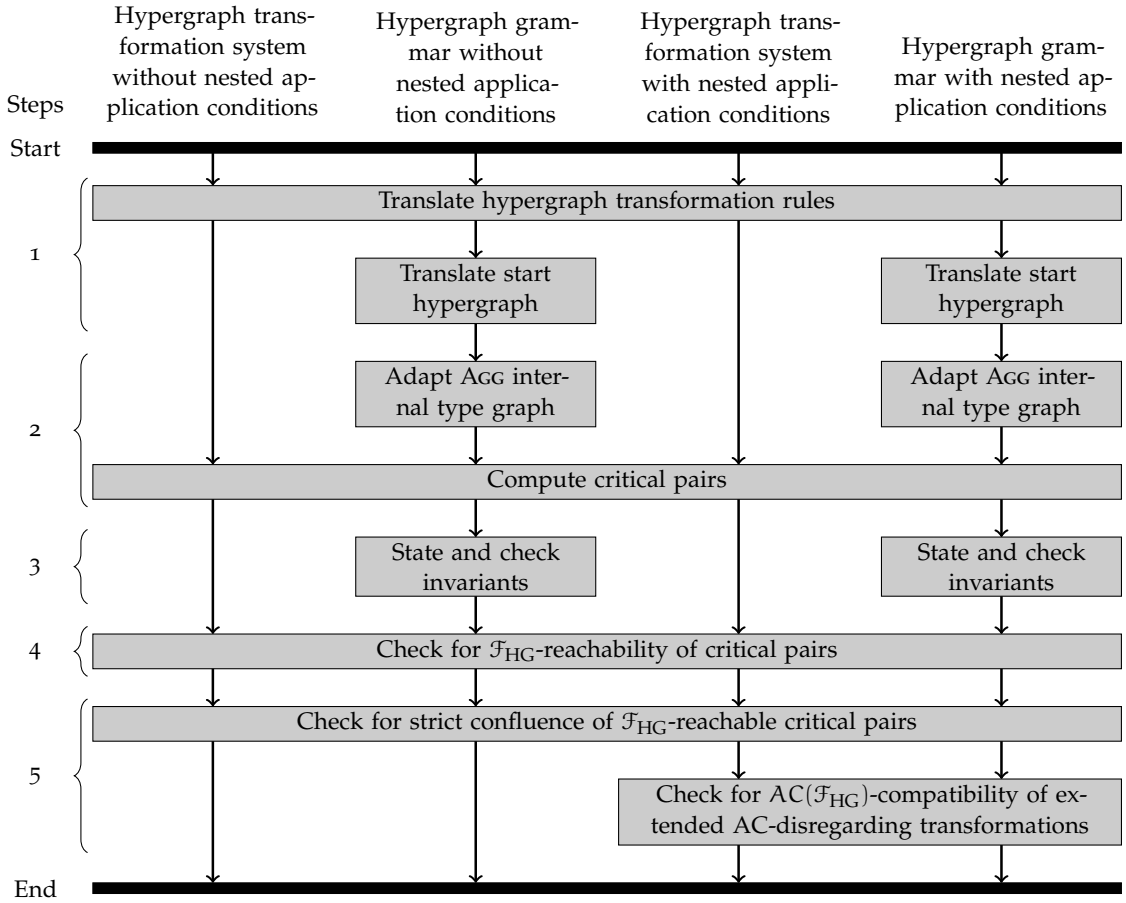 Hypergraph trans-
formation system
without nested ap-
plication conditions
Hypergraph gram-
mar without
nested applica-
tion conditions
Hypergraph trans-
formation system
with nested appli-
cation conditions
Hypergraph gram-
mar with nested ap-
plication conditions
Steps
Start
1
Translate hypergraph transformation rules
Translate start
hypergraph
Translate start
hypergraph
2
Adapt AGG inter-
nal type graph
Adapt AGG inter-
nal type graph
Compute critical pairs
3
State and check
invariants
State and check
invariants
4
Check for ℱHG-reachability of critical pairs
5
Check for strict confluence of ℱHG-reachable critical pairs
Check for AC(ℱHG)-compatibility of ex-
tended AC-disregarding transformations
End